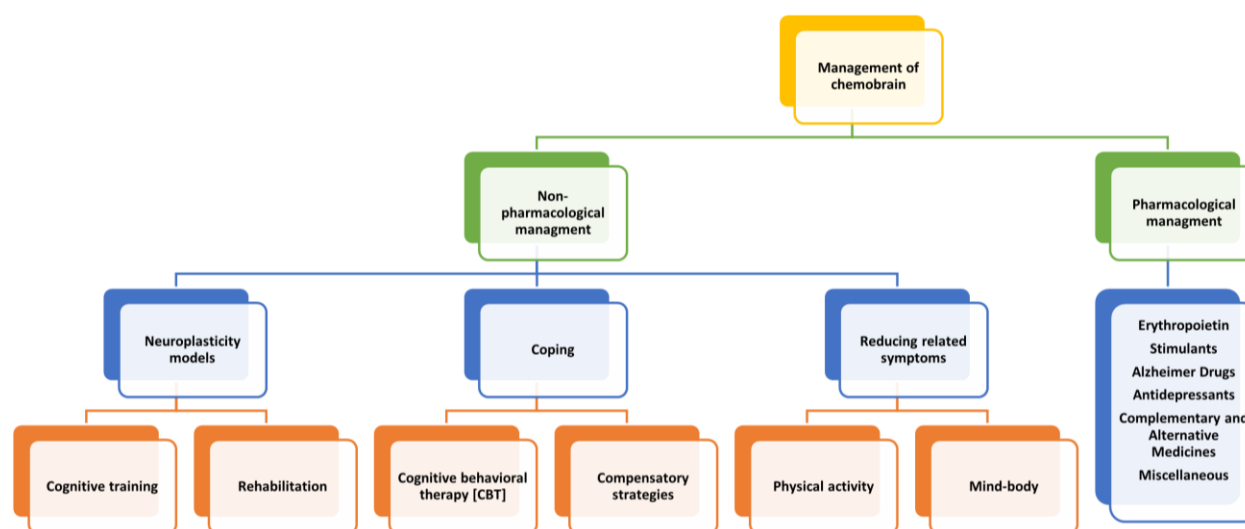 Management of
chemobrain
Non-
pharmacological
managment
Pharmacological
managment
Neuroplasticity
models
Coping
Reducing related
symptoms
Erythropoietin
Stimulants
Alzheimer Drugs
Antidepressants
Complementary and
Alternative
Medicines
Miscellaneous
Cognitive training
Rehabilitation
Cognitive behavioral
therapy [CBT]
Compensatory
strategies
Physical activity
Mind-body